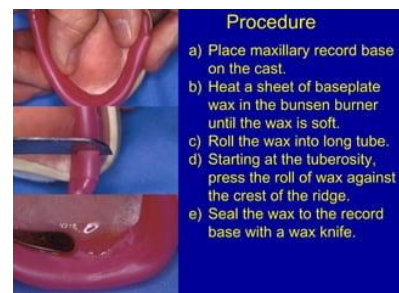 Procedure
a) Place maxillary record base
on the cast.
b) Heat a sheet of baseplate
wax in the bunsen burner
until the wax is soft.
c) Roll the wax into long tube.
d) Starting at the tuberosity,
press the roll of wax against
the crest of the ridge.
e) Seal the wax to the record
base with a wax knife.